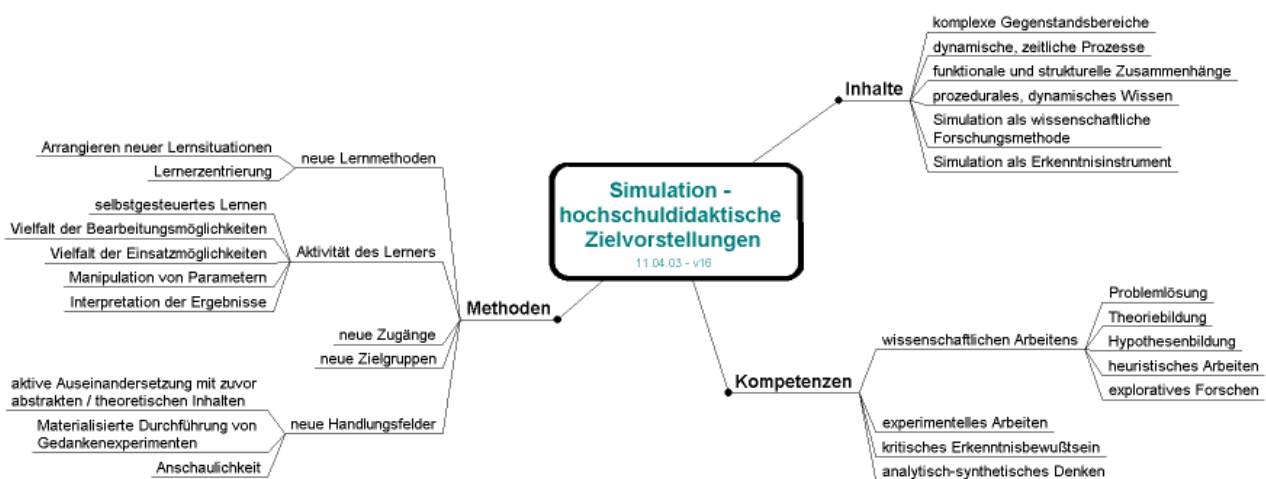 Simulation -
hochschuldidaktische
Zielvorstellungen
11.04.03 - v16
Inhalte
komplexe Gegenstandsbereiche
dynamische, zeitliche Prozesse
funktionale und strukturelle Zusammenhänge
prozedurales, dynamisches Wissen
Simulation als wissenschaftliche
Forschungsmethode
Simulation als Erkenntnisinstrument
Methoden
neue Lernmethoden
Arrangieren neuer Lernsituationen
Lernerzentrierung
Aktivität des Lerners
selbstgesteuertes Lernen
Vielfalt der Bearbeitungsmöglichkeiten
Vielfalt der Einsatzmöglichkeiten
Manipulation von Parametern
Interpretation der Ergebnisse
neue Zugänge
neue Zielgruppen
neue Handlungsfelder
aktive Auseinandersetzung mit zuvor
abstrakten / theoretischen Inhalten
Materialisierte Durchführung von
Gedankenexperimenten
Anschaulichkeit
Kompetenzen
wissenschaftlichen Arbeitens
Problemlösung
Theoriebildung
Hypothesenbildung
heuristisches Arbeiten
exploratives Forschen
experimentelles Arbeiten
kritisches Erkenntnisbewußtsein
analytisch-synthetisches Denken